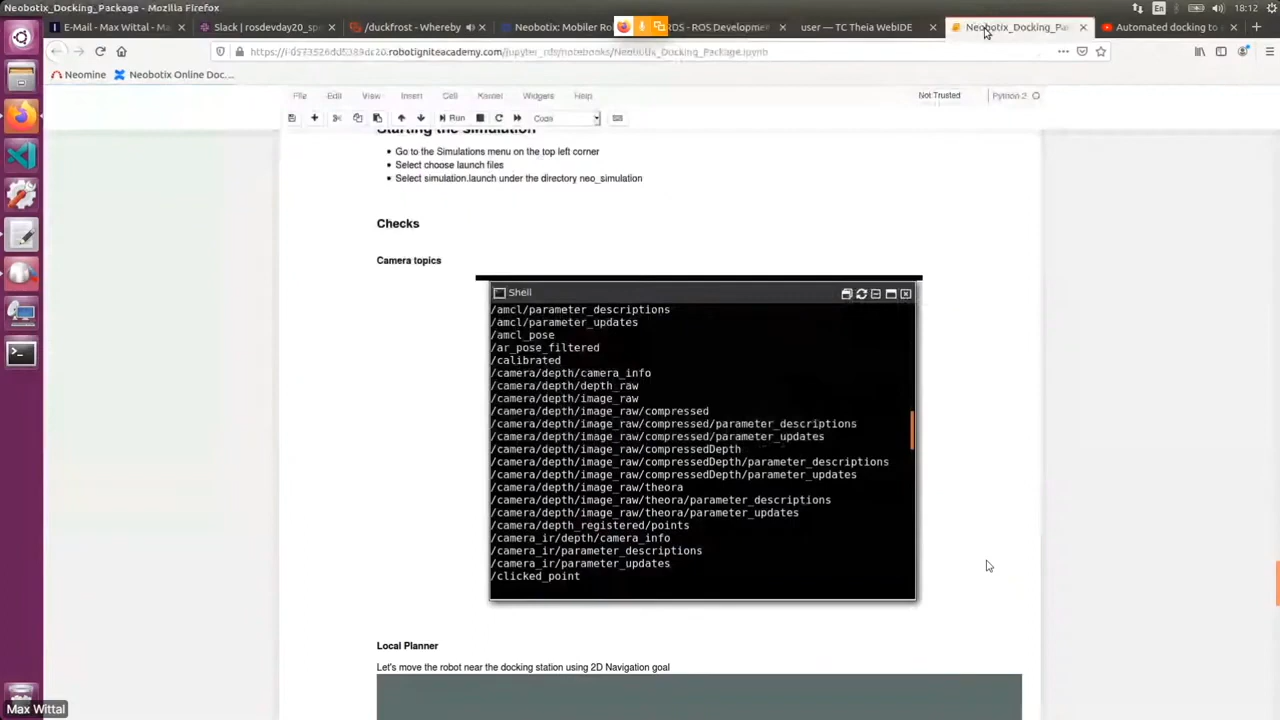 Neobotix_Docking_Package - Mozilla Firefox
En
18:12
E-Mail - Max Wittal -
Slack | rosdevday20_spe
/duckfrost - Whereby
Neobotix: Mobiler Ro
RDS - ROS Developme
user — TC Theia WebIDE
Neobotix_Docking_Pa
Automated docking to
Neomine
Neobotix Online Doc...
File Edit View Insert Cell Kernel Widgets Help
Not Trusted
Python 2
Run
Code
Starting the simulation
Go to the Simulations menu on the top left corner
Select choose launch files
Select simulation.launch under the directory neo_simulation
Checks
Camera topics
Shell
/amcl/parameter_descriptions
/amcl/parameter_updates
/amcl_pose
/ar_pose_filtered
/calibrated
/camera/depth/camera_info
/camera/depth/depth_raw
/camera/depth/image_raw
/camera/depth/image_raw/compressed
/camera/depth/image_raw/compressed/parameter_descriptions
/camera/depth/image_raw/compressed/parameter_updates
/camera/depth/image_raw/compressedDepth
/camera/depth/image_raw/compressedDepth/parameter_descriptions
/camera/depth/image_raw/compressedDepth/parameter_updates
/camera/depth/image_raw/theora
/camera/depth/image_raw/theora/parameter_descriptions
/camera/depth/image_raw/theora/parameter_updates
/camera/depth_registered/points
/camera_ir/depth/camera_info
/camera_ir/parameter_descriptions
/camera_ir/parameter_updates
/clicked_point
Local Planner
Let's move the robot near the docking station using 2D Navigation goal
Max Wittal